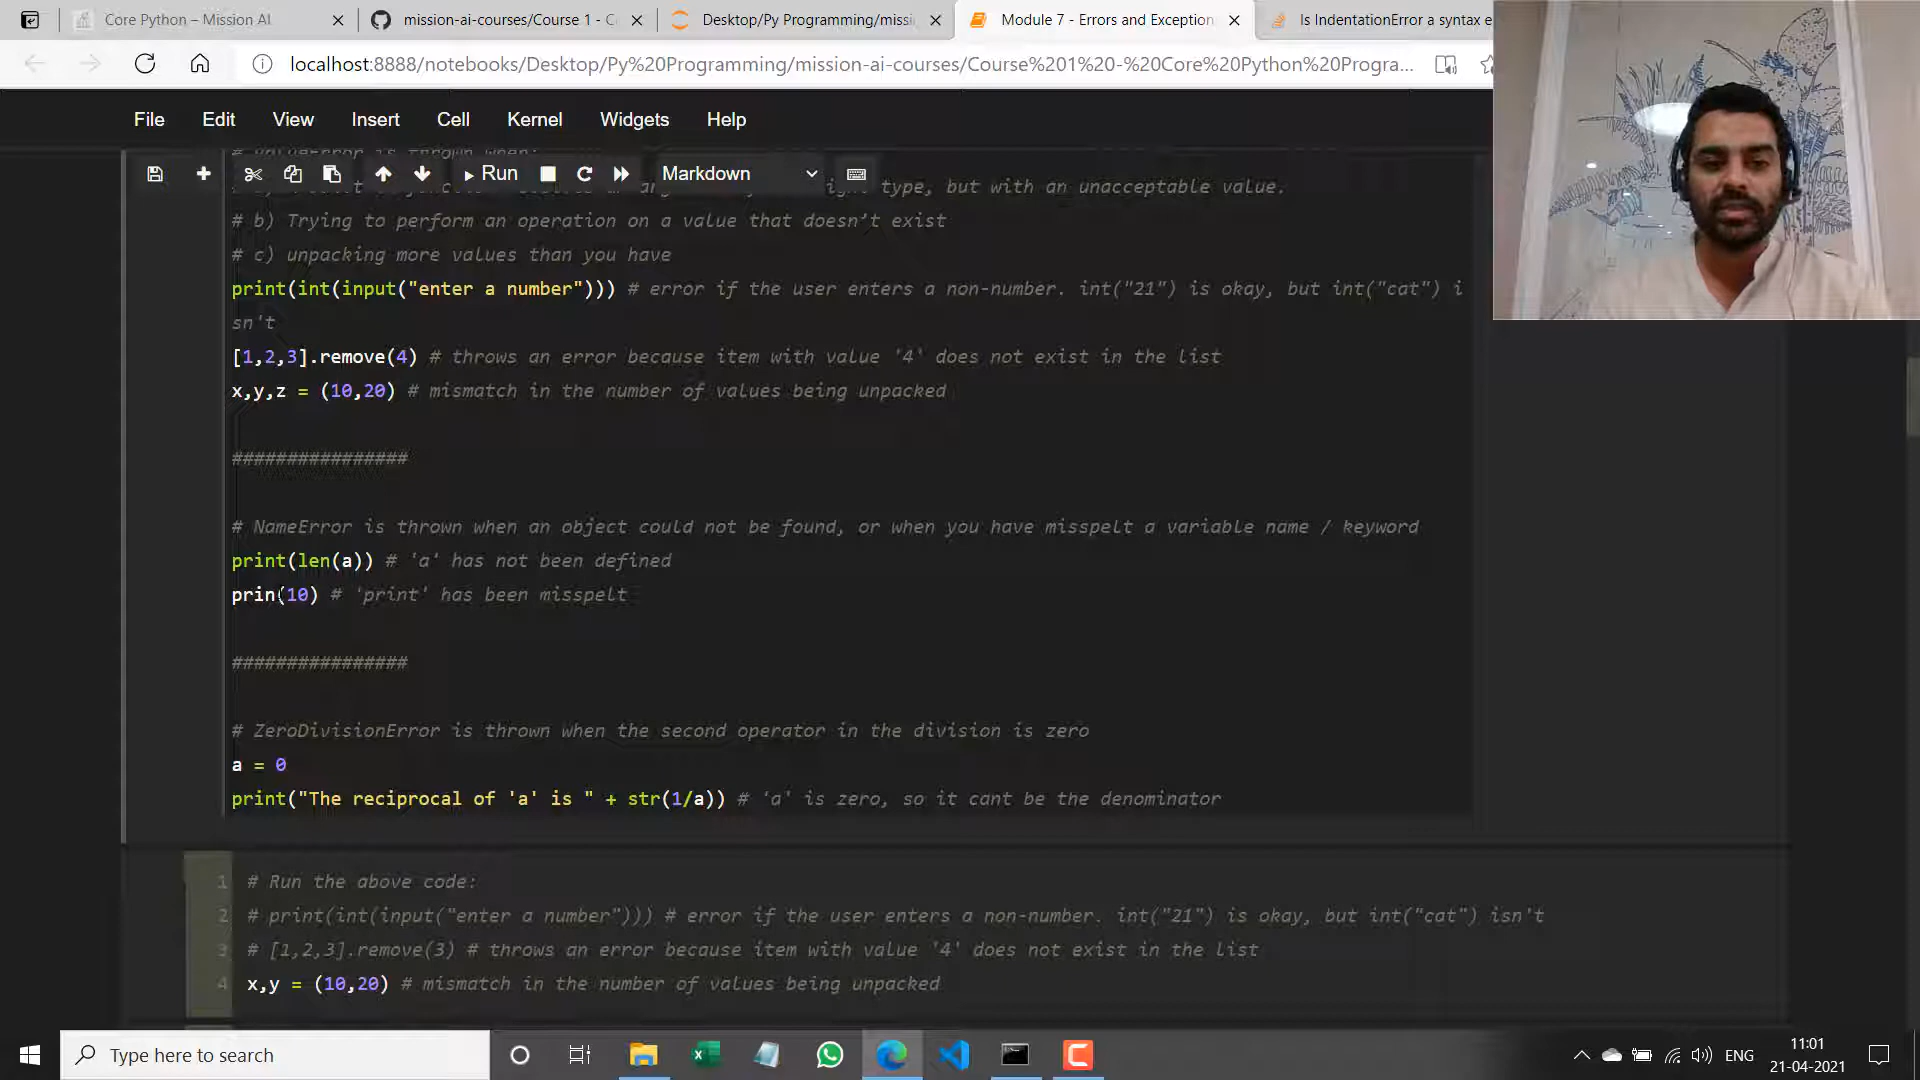 Core Python – Mission AI
mission-ai-courses/Course 1 - C
Desktop/Py Programming/missi
Module 7 - Errors and Exception
Is IndentationError a syntax e
localhost:8888/notebooks/Desktop/Py%20Programming/mission-ai-courses/Course%201%20-%20Core%20Python%20Progra...
File Edit View Insert Cell Kernel Widgets Help
# ValueError is thrown when:
Run Markdown
type, but with an unacceptable value.
# b) Trying to perform an operation on a value that doesn’t exist
# c) unpacking more values than you have
print(int(input("enter a number"))) # error if the user enters a non-number. int("21") is okay, but int("cat") i
sn't
[1,2,3].remove(4) # throws an error because item with value '4' does not exist in the list
x,y,z = (10,20) # mismatch in the number of values being unpacked
################
# NameError is thrown when an object could not be found, or when you have misspelt a variable name / keyword
print(len(a)) # 'a' has not been defined
prin(10) # 'print' has been misspelt
################
# ZeroDivisionError is thrown when the second operator in the division is zero
a = 0
print("The reciprocal of 'a' is " + str(1/a)) # 'a' is zero, so it cant be the denominator
1 # Run the above code:
2 # print(int(input("enter a number"))) # error if the user enters a non-number. int("21") is okay, but int("cat") isn't
3 # [1,2,3].remove(3) # throws an error because item with value '4' does not exist in the list
4 x,y = (10,20) # mismatch in the number of values being unpacked
Type here to search
ENG
11:01
21-04-2021